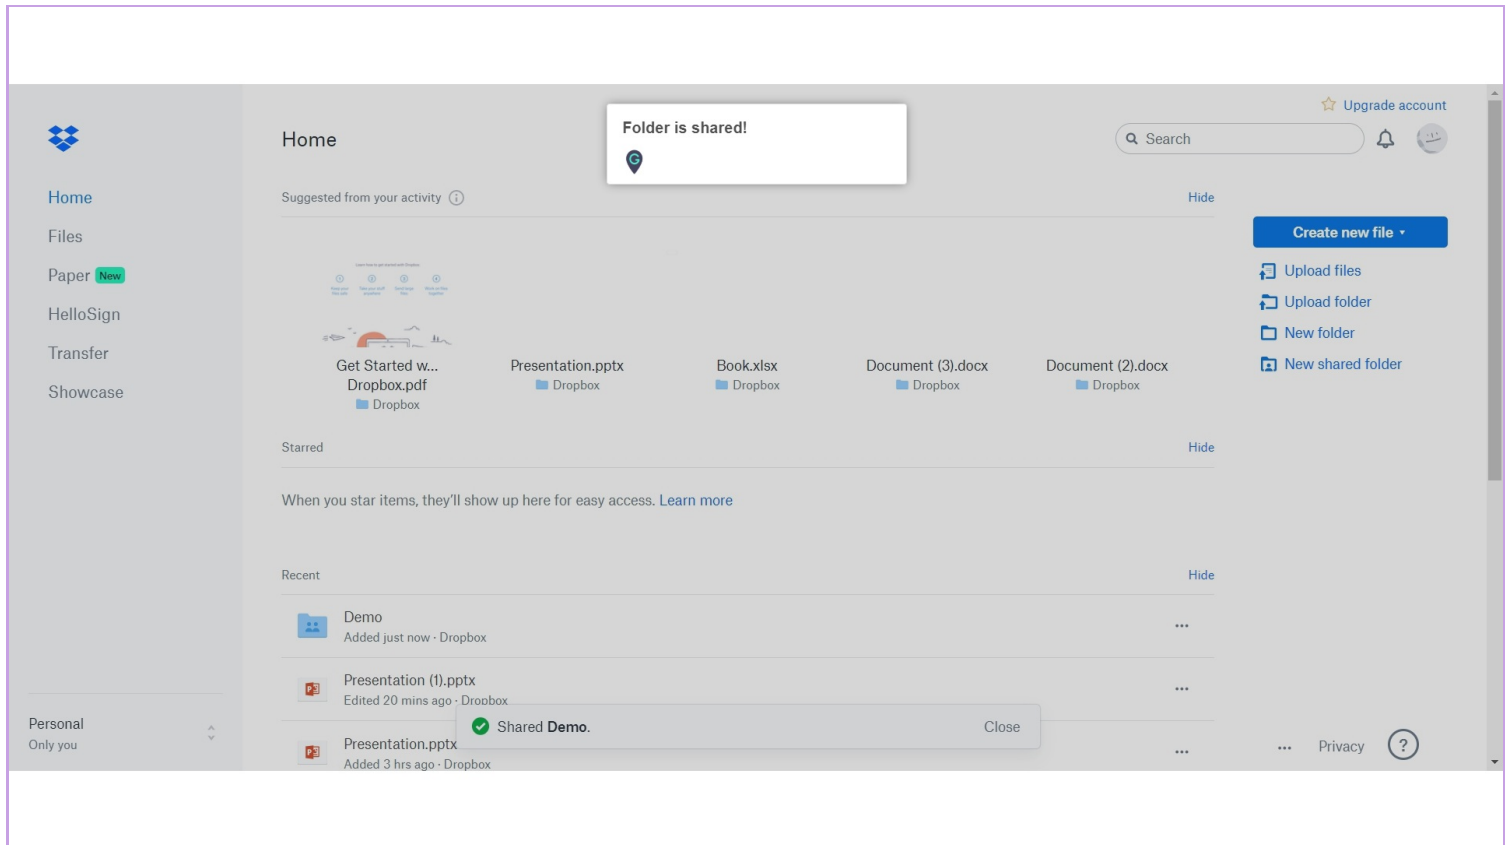 Upgrade account
Folder is shared!
G
Home
Search
Home
Files
Paper New
HelloSign
Transfer
Showcase
Suggested from your activity
Hide
Create new file
Upload files
Upload folder
New folder
New shared folder
Get Started w...
Dropbox.pdf
Dropbox
Presentation.pptx
Dropbox
Book.xlsx
Dropbox
Document (3).docx
Dropbox
Document (2).docx
Dropbox
Starred
Hide
When you star items, they’ll show up here for easy access. Learn more
Recent
Hide
Demo
Added just now · Dropbox
Presentation (1).pptx
Edited 20 mins ago · Dropbox
Presentation.pptx
Added 3 hrs ago · Dropbox
Shared Demo.
Close
Personal
Only you
Privacy
?